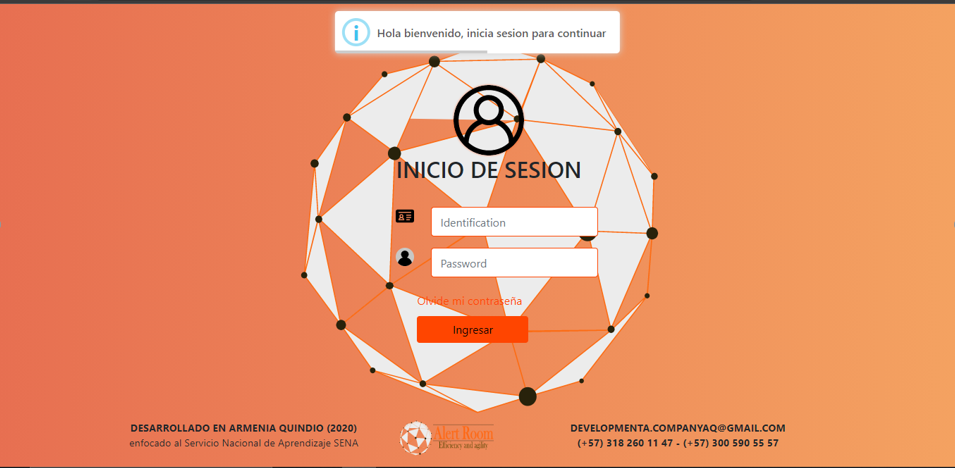 Hola bienvenido, inicia sesion para continuar
INICIO DE SESION
Identification
Password
Olvide mi contraseña
Ingresar
DESARROLLADO EN ARMENIA QUINDIO (2020)
enfocado al Servicio Nacional de Aprendizaje SENA
Alert Room
Efficiency and agility
DEVELOPMENTA.COMPANYAQ@GMAIL.COM
(+57) 318 260 11 47 - (+57) 300 590 55 57